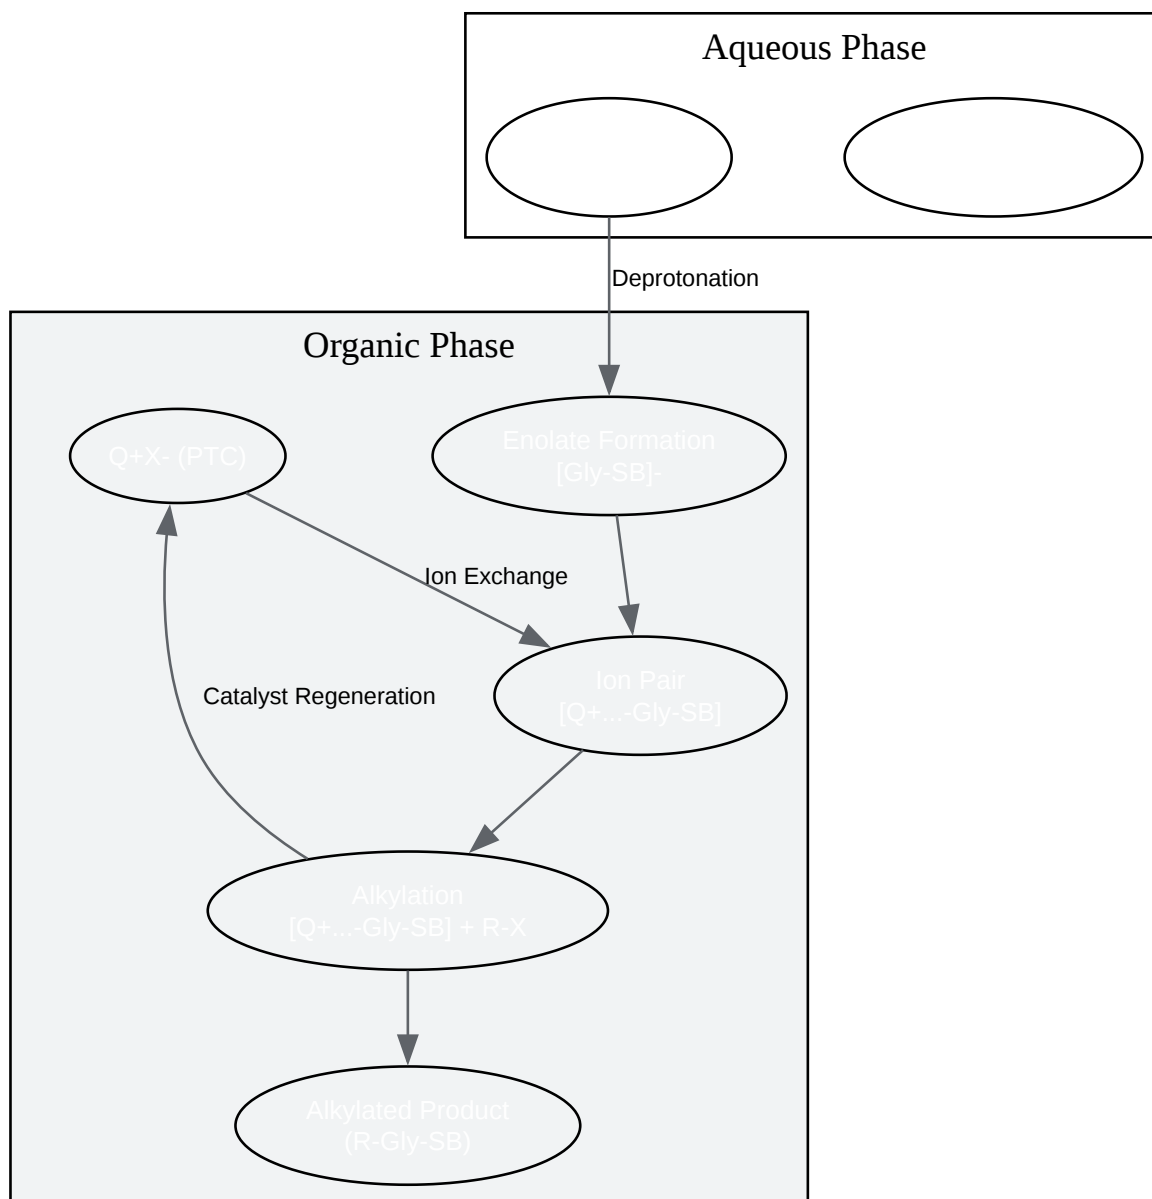 Aqueous Phase
Deprotonation
Organic Phase
Q+X- (PTC)
Enolate Formation
[Gly-SB]-
Ion Exchange
Ion Pair
[Q+...-Gly-SB]
Catalyst Regeneration
Alkylation
[Q+...-Gly-SB] + R-X
Alkylated Product
(R-Gly-SB)